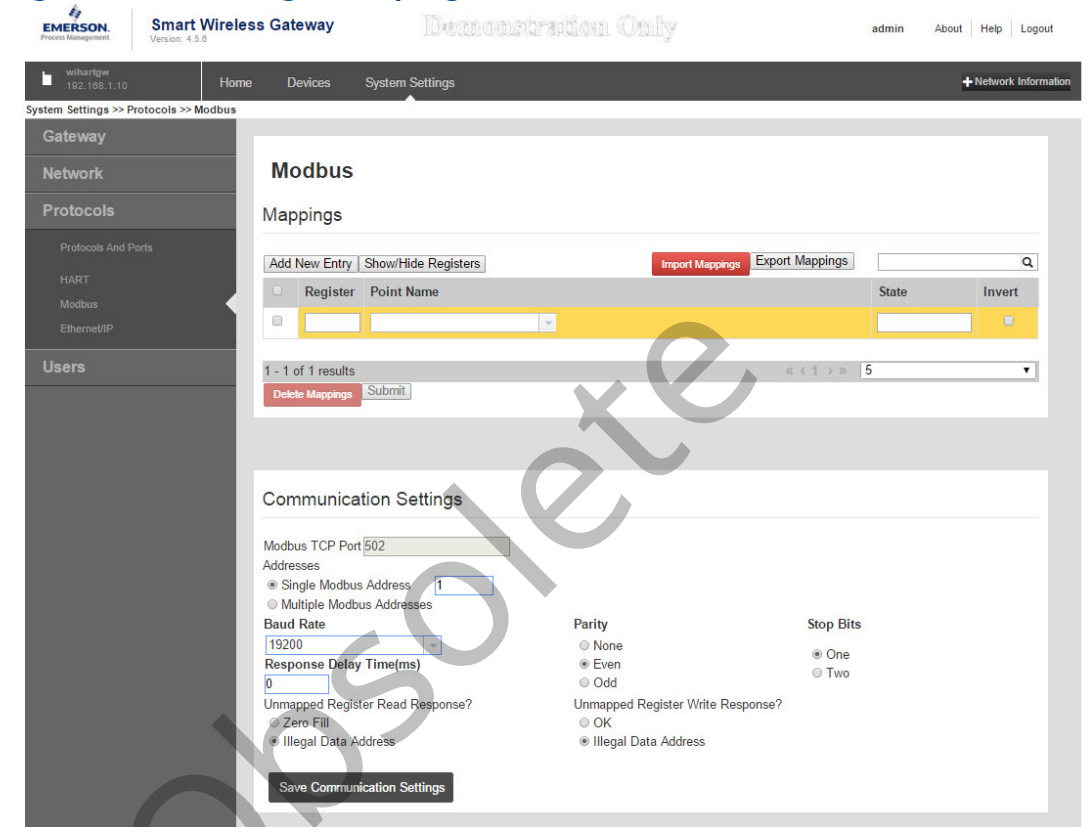 EMERSON.
Process Management
Smart Wireless Gateway
Version: 4.5.6
Demonstration Only
admin About Help Logout
wihartgw
192.168.1.10
Home Devices System Settings
Network Information
System Settings >> Protocols >> Modbus
Gateway
Network
Protocols
Protocols And Ports
HART
Modbus
Ethernet/IP
Users
Modbus
Mappings
Add New Entry Show/Hide Registers Import Mappings Export Mappings
Register Point Name State Invert
1 - 1 of 1 results « ‹ 1 › » 5
Delete Mappings Submit
Communication Settings
Modbus TCP Port 502
Addresses
Single Modbus Address 1
Multiple Modbus Addresses
Baud Rate Parity Stop Bits
19200 None One
Response Delay Time(ms) Even Two
0 Odd
Unmapped Register Read Response? Unmapped Register Write Response?
Zero Fill OK
Illegal Data Address Illegal Data Address
Save Communication Settings
Obsolete